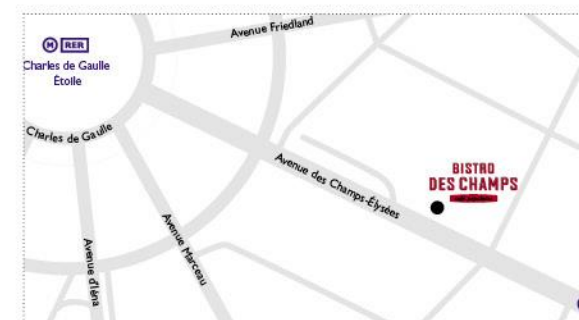 Avenue Friedland
M RER
Charles de Gaulle
Étoile
Charles de Gaulle
Avenue des Champs-Élysées
BISTRO
DES CHAMPS
Avenue Marceau
Avenue d'Iéna